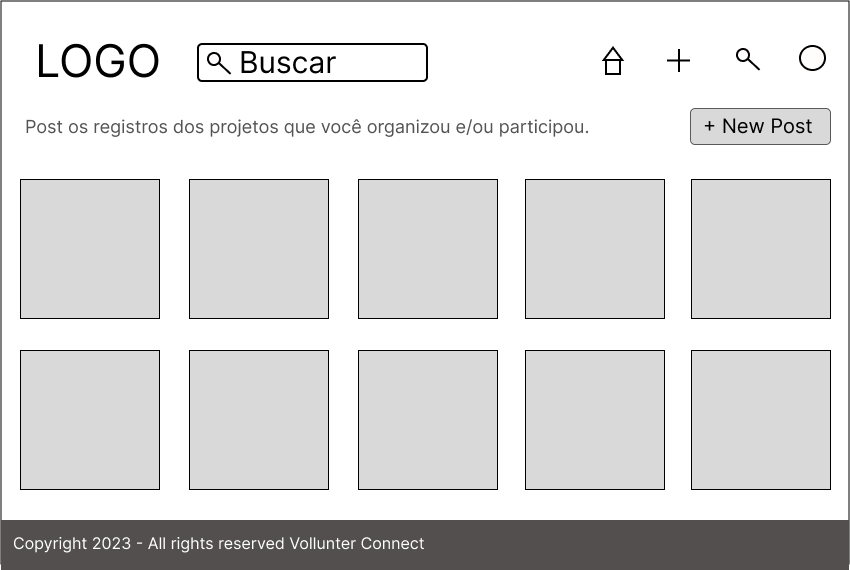 LOGO
Buscar
Post os registros dos projetos que você organizou e/ou participou.
+ New Post
Copyright 2023 - All rights reserved Vollunter Connect